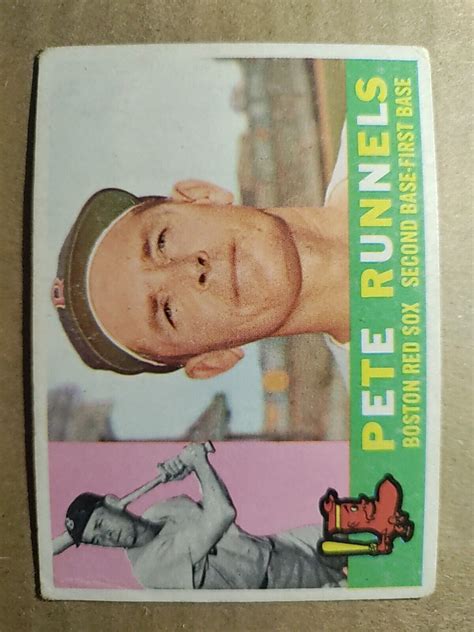 PETE RUNNELS
BOSTON RED SOX SECOND BASE-FIRST BASE
B
B